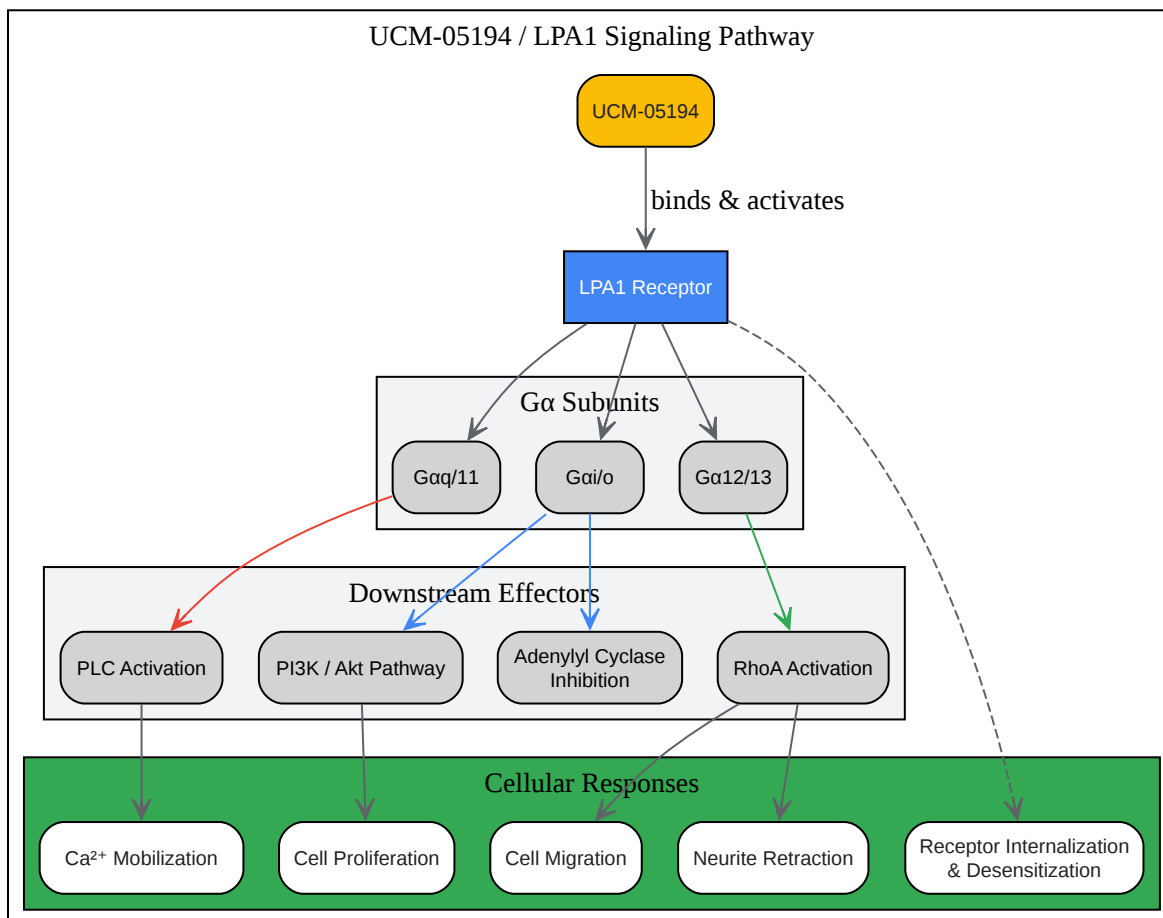 UCM-05194 / LPA1 Signaling Pathway
UCM-05194
binds & activates
LPA1 Receptor
Gα Subunits
Gαq/11
Gαi/o
Gα12/13
Downstream Effectors
PLC Activation
PI3K / Akt Pathway
Adenylyl Cyclase
Inhibition
RhoA Activation
Cellular Responses
Ca²⁺ Mobilization
Cell Proliferation
Cell Migration
Neurite Retraction
Receptor Internalization
& Desensitization